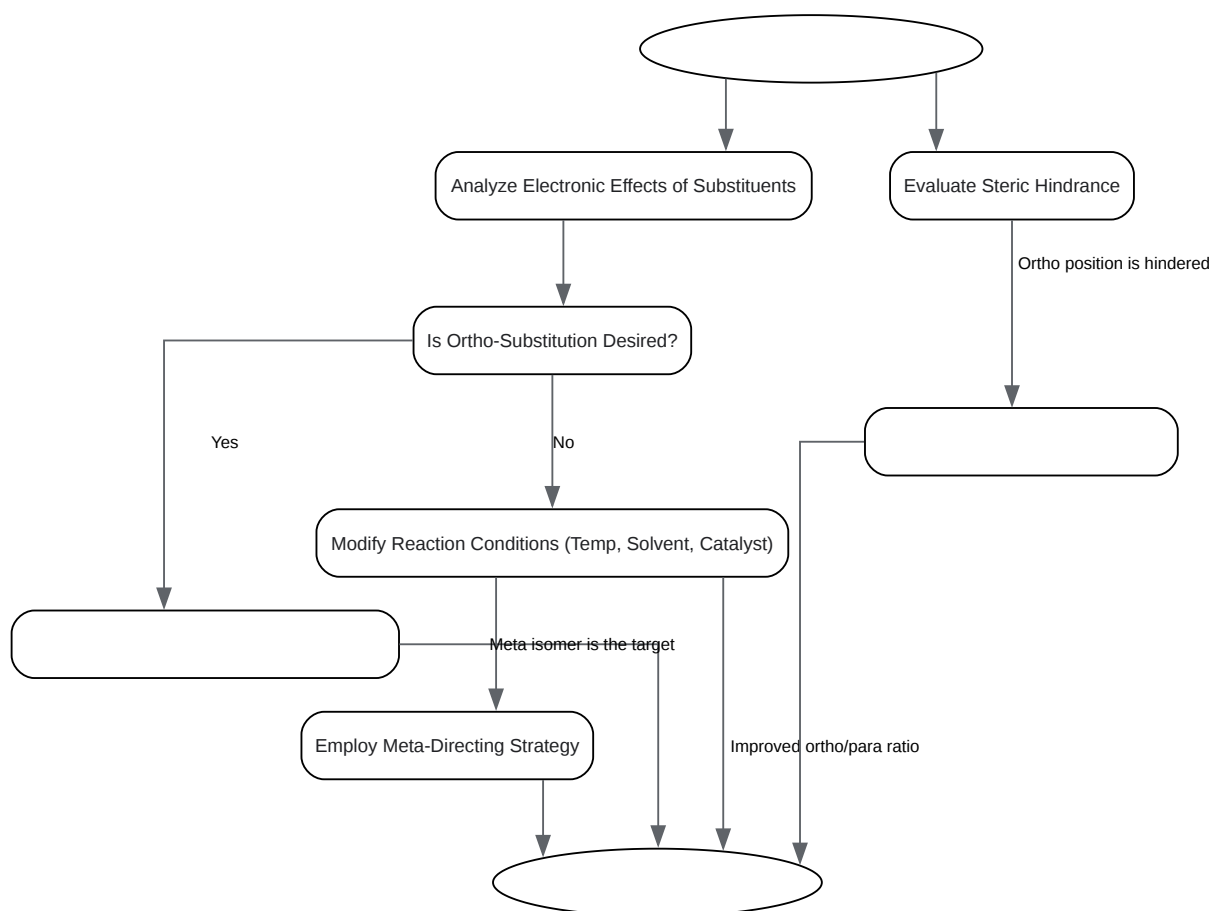 Analyze Electronic Effects of Substituents
Evaluate Steric Hindrance
Ortho position is hindered
Is Ortho-Substitution Desired?
Yes
No
Modify Reaction Conditions (Temp, Solvent, Catalyst)
Meta isomer is the target
Employ Meta-Directing Strategy
Improved ortho/para ratio